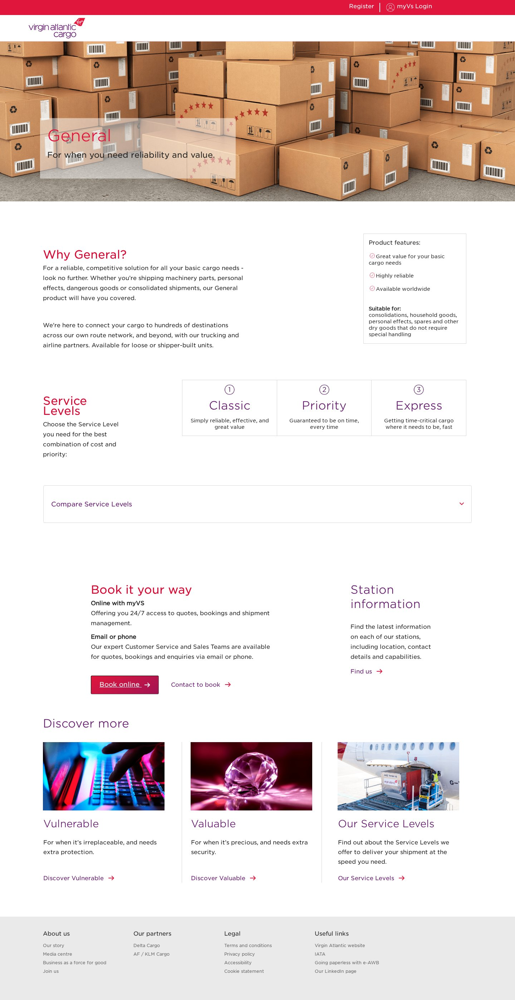 Register
myVs Login
virgin atlantic
cargo
General
For when you need reliability and value.
Why General?
For a reliable, competitive solution for all your basic cargo needs -
look no further. Whether you’re shipping machinery parts, personal
effects, dangerous goods or consolidated shipments, our General
product will have you covered.
We're here to connect your cargo to hundreds of destinations
across our own route network, and beyond, with our trucking and
airline partners. Available for loose or shipper-built units.
Product features:
Great value for your basic
cargo needs
Highly reliable
Available worldwide
Suitable for:
consolidations, household goods,
personal effects, spares and other
dry goods that do not require
special handling
Service
Levels
Choose the Service Level
you need for the best
combination of cost and
priority:
1
Classic
Simply reliable, effective, and
great value
2
Priority
Guaranteed to be on time,
every time
3
Express
Getting time-critical cargo
where it needs to be, fast
Compare Service Levels
Book it your way
Online with myVS
Offering you 24/7 access to quotes, bookings and shipment
management.
Email or phone
Our expert Customer Service and Sales Teams are available
for quotes, bookings and enquiries via email or phone.
Book online
Contact to book
Station
information
Find the latest information
on each of our stations,
including location, contact
details and capabilities.
Find us
Discover more
AKE 79106 VS
virgin atlantic
G-
Vulnerable
For when it’s irreplaceable, and needs
extra protection.
Discover Vulnerable
Valuable
For when it’s precious, and needs extra
security.
Discover Valuable
Our Service Levels
Find out about the Service Levels we
offer to deliver your shipment at the
speed you need.
Our Service Levels
About us
Our story
Media centre
Business as a force for good
Join us
Our partners
Delta Cargo
AF / KLM Cargo
Legal
Terms and conditions
Privacy policy
Accessibility
Cookie statement
Useful links
Virgin Atlantic website
IATA
Going paperless with e-AWB
Our LinkedIn page